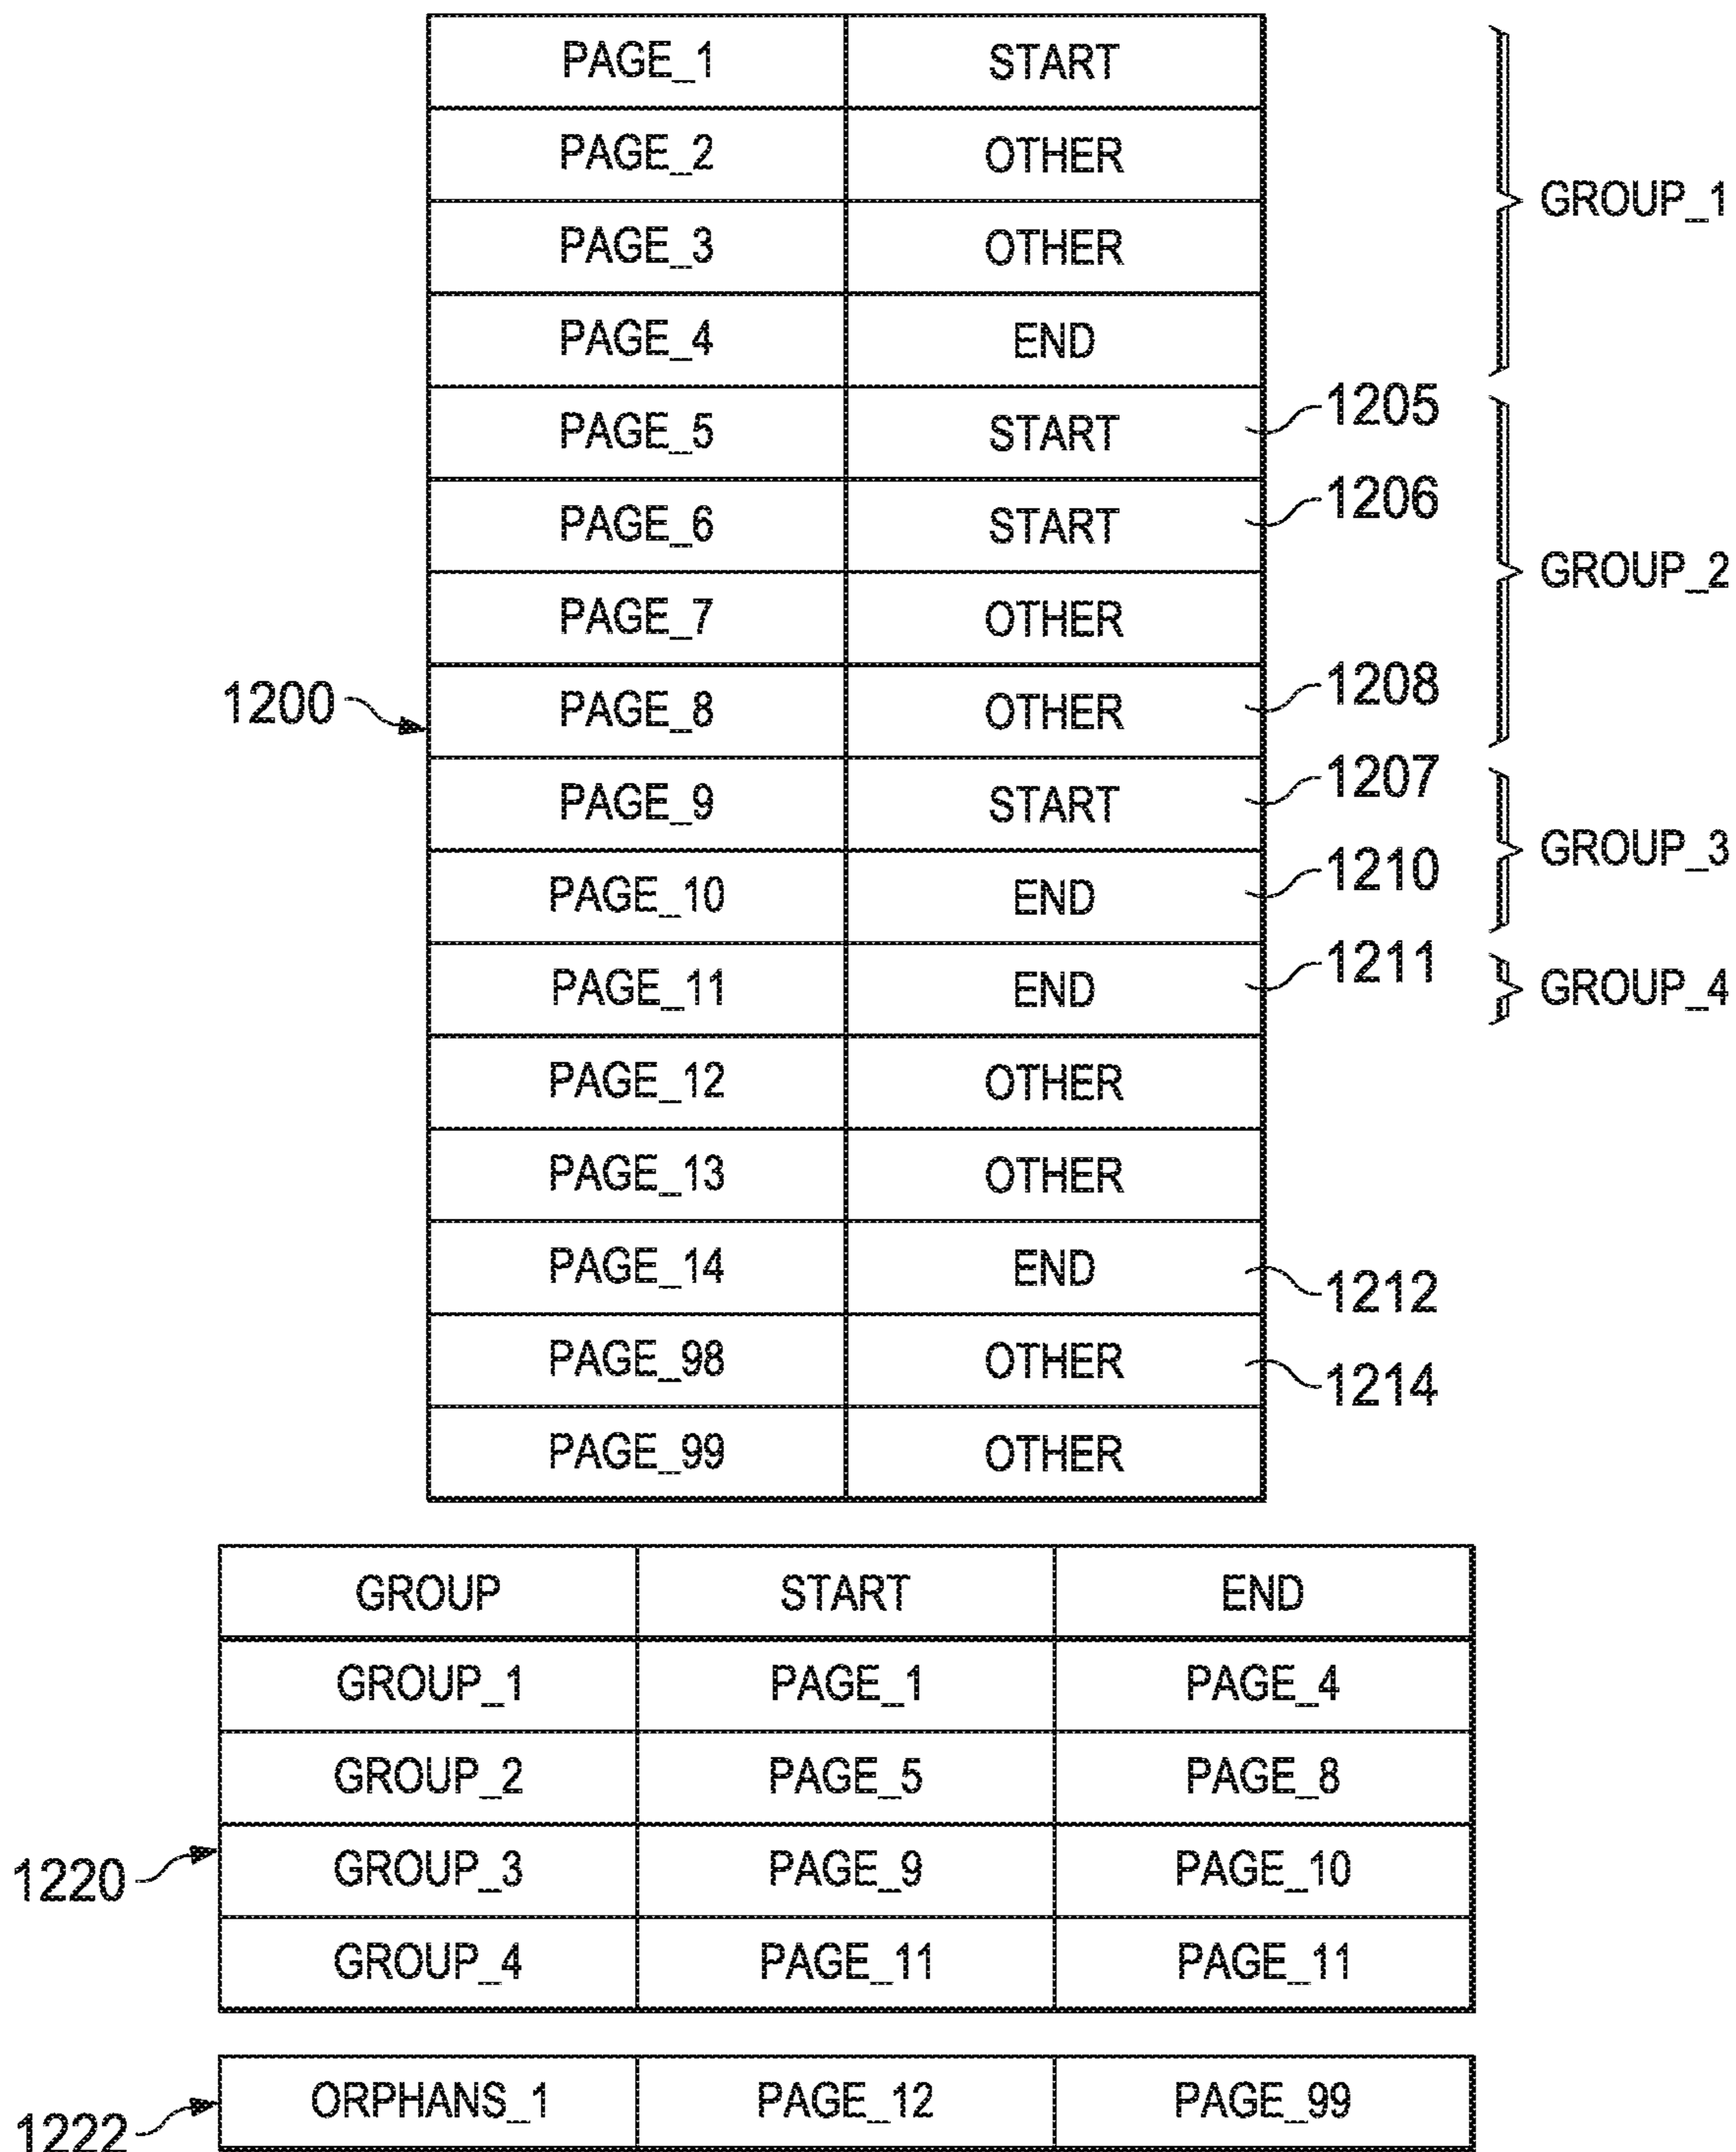 PAGE_1 START
PAGE_2 OTHER
GROUP_1
PAGE_3 OTHER
PAGE_4 END
PAGE_5 START 1205
PAGE_6 START 1206
GROUP_2
PAGE_7 OTHER
1200 PAGE_8 OTHER 1208
PAGE_9 START 1207
GROUP_3
PAGE_10 END 1210
PAGE_11 END 1211 GROUP_4
PAGE_12 OTHER
PAGE_13 OTHER
PAGE_14 END 1212
PAGE_98 OTHER 1214
PAGE_99 OTHER
GROUP START END
GROUP_1 PAGE_1 PAGE_4
GROUP_2 PAGE_5 PAGE_8
1220 GROUP_3 PAGE_9 PAGE_10
GROUP_4 PAGE_11 PAGE_11
1222 ORPHANS_1 PAGE_12 PAGE_99